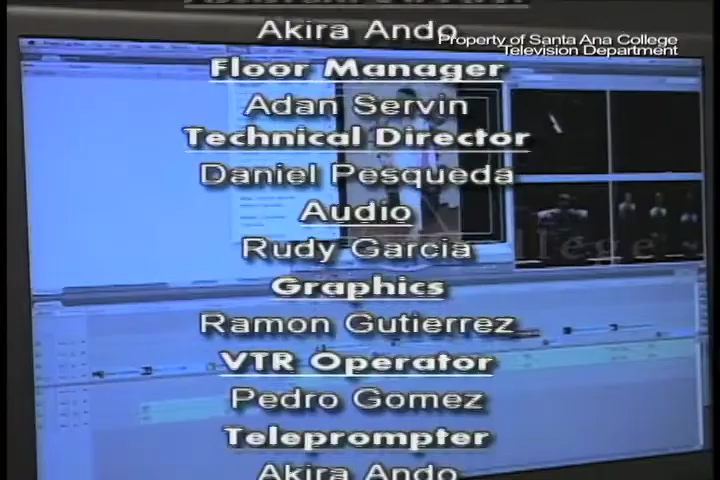 Akira Ando
Property of Santa Ana College
Television Department
Floor Manager
Adan Servin
Technical Director
Daniel Pesqueda
Audio
Rudy Garcia
Graphics
Ramon Gutierrez
VTR Operator
Pedro Gomez
Teleprompter
Akira Ando